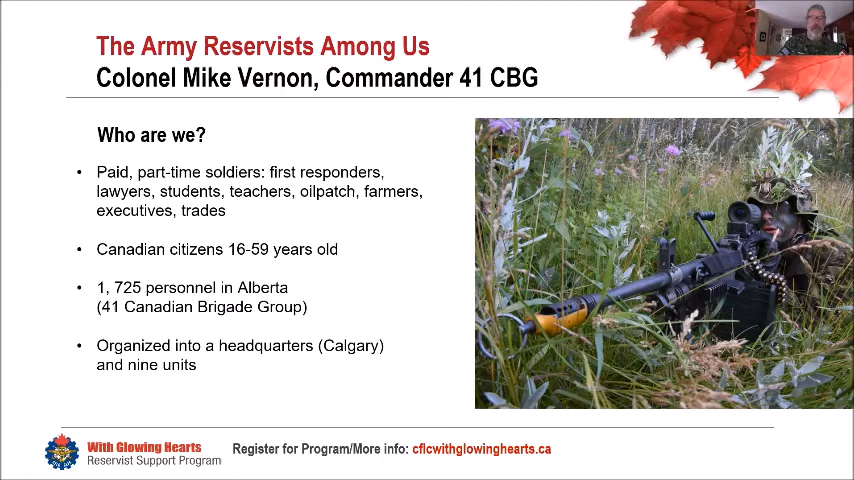 The Army Reservists Among Us
Colonel Mike Vernon, Commander 41 CBG
Who are we?
• Paid, part-time soldiers: first responders,
lawyers, students, teachers, oilpatch, farmers,
executives, trades
• Canadian citizens 16-59 years old
• 1, 725 personnel in Alberta
(41 Canadian Brigade Group)
• Organized into a headquarters (Calgary)
and nine units
With Glowing Hearts
Reservist Support Program
Register for Program/More info: cflcwithglowinghearts.ca